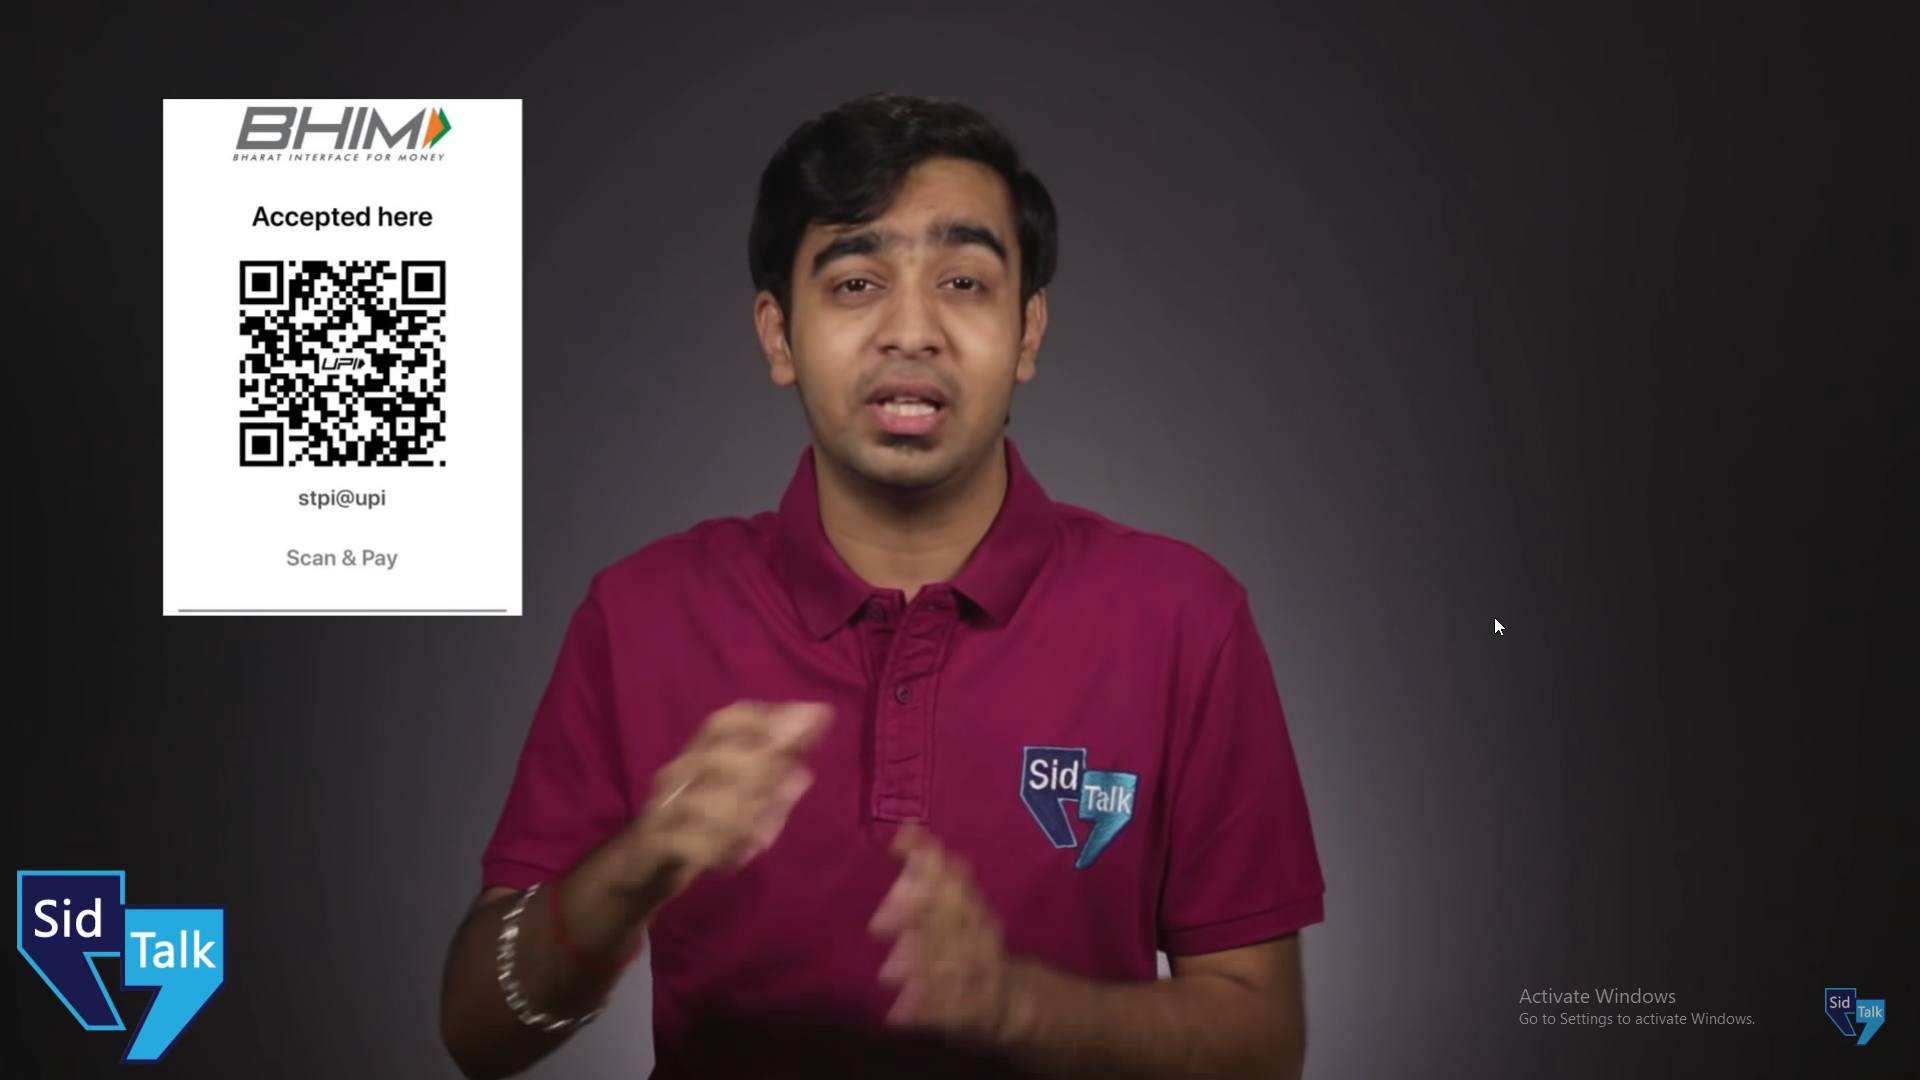 BHIM
BHARAT INTERFACE FOR MONEY
Accepted here
UPI
stpi@upi
Scan & Pay
Sid
Talk
Sid
Talk
Activate Windows
Go to Settings to activate Windows.
Sid
Talk